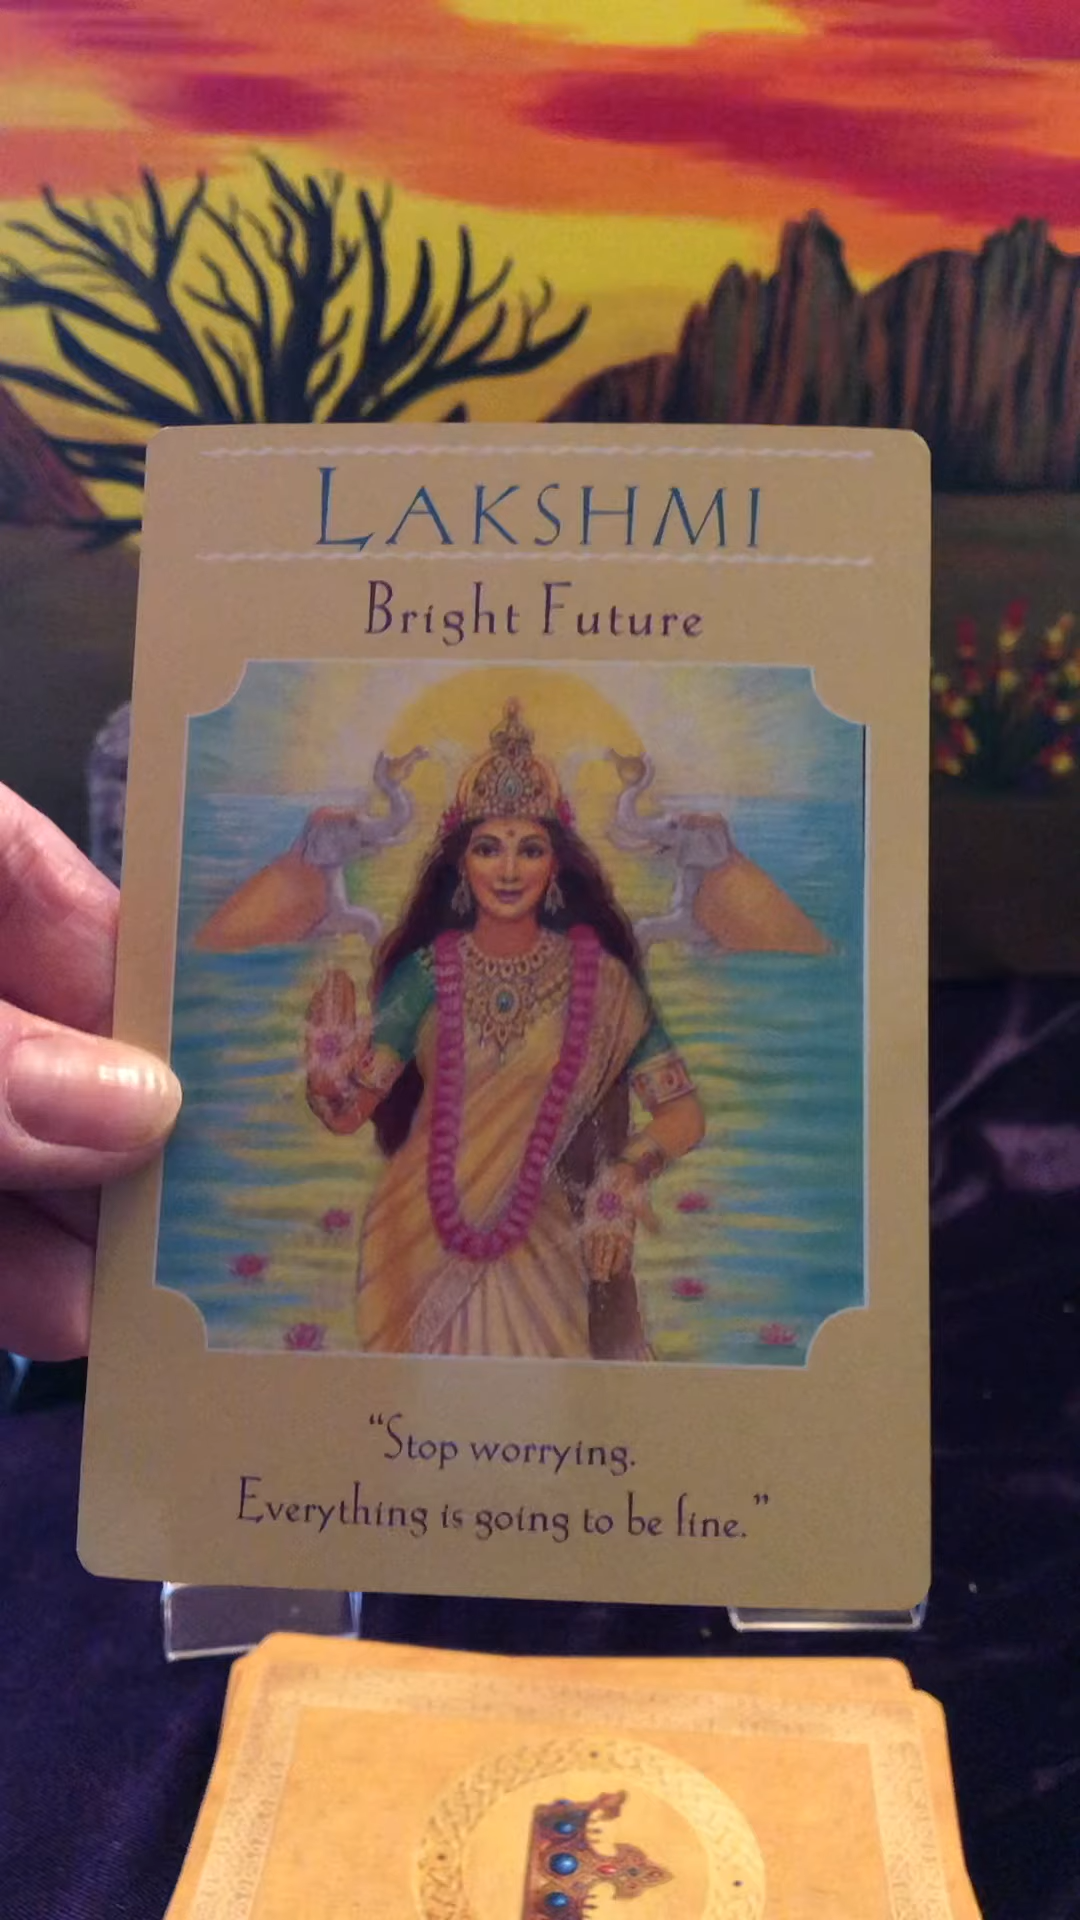 LAKSHMI
Bright Future
“Stop worrying.
Everything is going to be fine.”